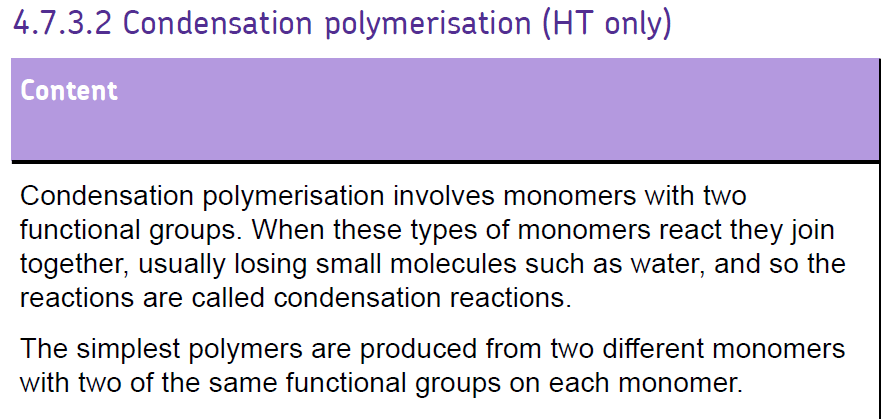 4.7.3.2 Condensation polymerisation (HT only)
Content
Condensation polymerisation involves monomers with two
functional groups. When these types of monomers react they join
together, usually losing small molecules such as water, and so the
reactions are called condensation reactions.
The simplest polymers are produced from two different monomers
with two of the same functional groups on each monomer.